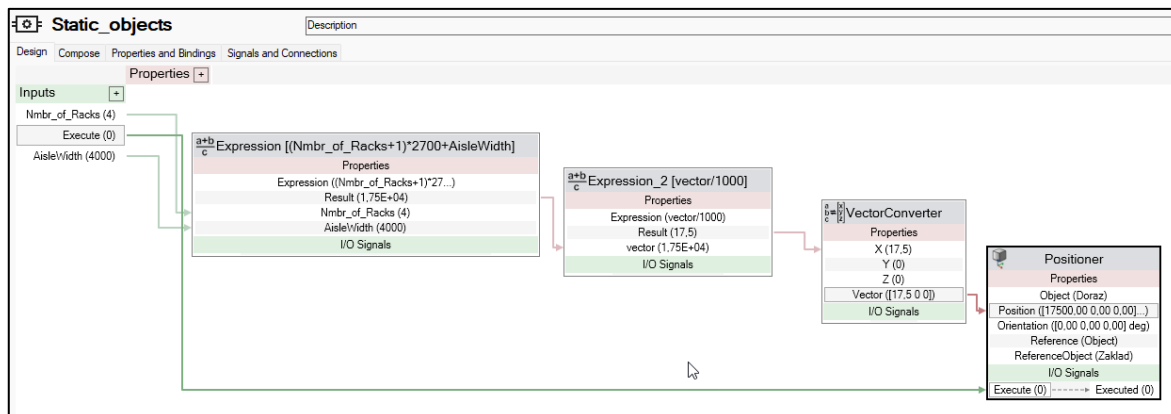 Static_objects
Description
Design Compose Properties and Bindings Signals and Connections
Properties +
Inputs +
Nmbr_of_Racks (4)
Execute (0)
AisleWidth (4000)
a+b
c
Expression [(Nmbr_of_Racks+1)*2700+AisleWidth]
Properties
Expression ((Nmbr_of_Racks+1)*27...)
Result (1,75E+04)
Nmbr_of_Racks (4)
AisleWidth (4000)
I/O Signals
a+b
c
Expression_2 [vector/1000]
Properties
Expression (vector/1000)
Result (17,5)
vector (1,75E+04)
I/O Signals
VectorConverter
Properties
X (17,5)
Y (0)
Z (0)
Vector ([17,5 0 0])
I/O Signals
Positioner
Properties
Object (Doraz)
Position ([17500,00 0,00 0,00]...)
Orientation ([0,00 0,00 0,00] deg)
Reference (Object)
ReferenceObject (Zaklad)
I/O Signals
Execute (0) Executed (0)